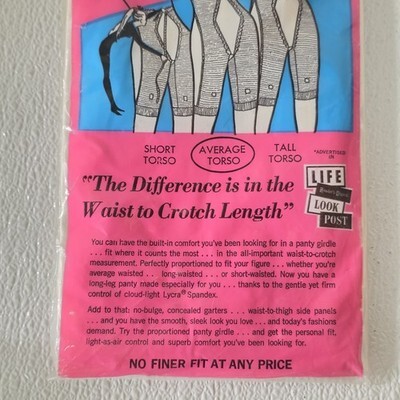 SHORT TORSO
AVERAGE TORSO
TALL TORSO
*ADVERTISED IN
LIFE
Reader's Digest
LOOK
POST
"The Difference is in the
Waist to Crotch Length"
You can have the built-in comfort you've been looking for in a panty girdle
. . . fit where it counts the most . . . in the all-important waist-to-crotch
measurement. Perfectly proportioned to fit your figure . . . whether you're
average waisted . . long-waisted . . . or short-waisted. Now you have a
long-leg panty made especially for you . . . thanks to the gentle yet firm
control of cloud-light Lycra® Spandex.
Add to that: no-bulge, concealed garters . . . waist-to-thigh side panels
. . . and you have the smooth, sleek look you love . . . and today's fashions
demand. Try the proportioned panty girdle . . . and get the personal fit,
light-as-air control and superb comfort you've been looking for.
NO FINER FIT AT ANY PRICE